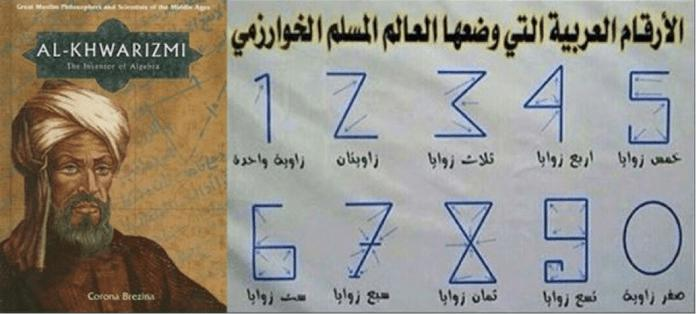 Great Muslim Philosophers and Scientists of the Middle Ages
AL-KHWARIZMI
The Inventor of Algebra
Corona Brezina
الأرقام العربية التي وضعها العالم المسلم الخوارزمي
1 2 3 4 5
زاوية واحدة زاويتان ثلاث زوايا اربع زوايا خمس زوايا
6 7 8 9 0
ست زوايا سبع زوايا ثمان زوايا تسع زوايا صفر زاوية